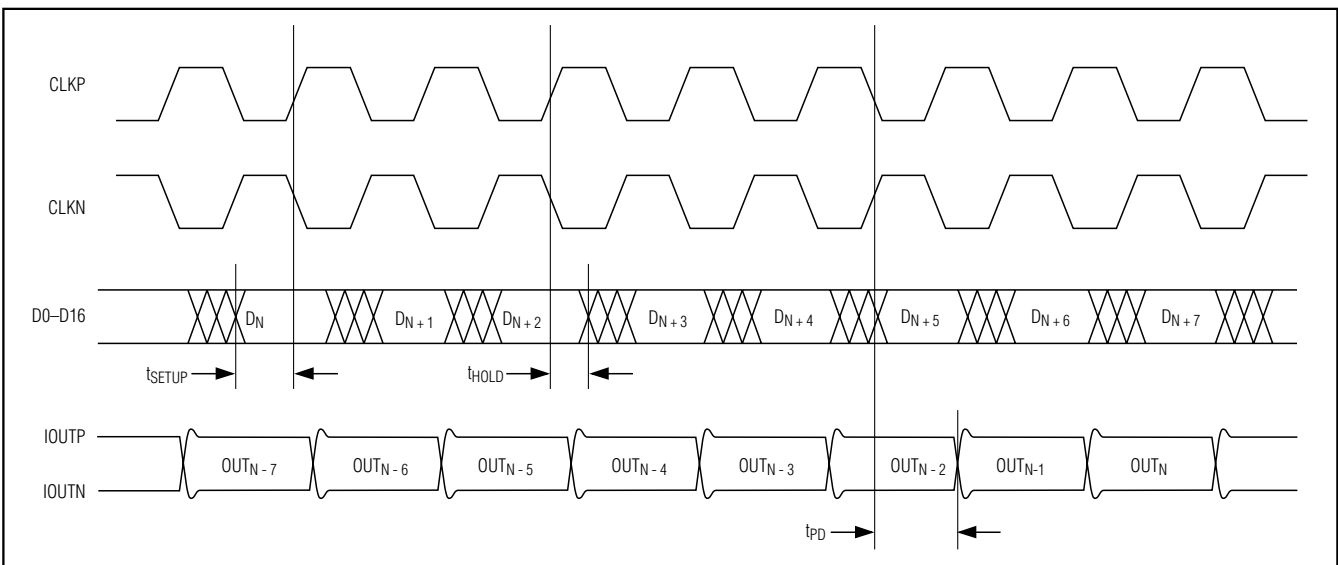 CLKP
CLKN
D0–D16
DN
DN + 1
DN + 2
DN + 3
DN + 4
DN + 5
DN + 6
DN + 7
tSETUP
tHOLD
IOUTP
IOUTN
OUTN - 7
OUTN - 6
OUTN - 5
OUTN - 4
OUTN - 3
OUTN - 2
OUTN-1
OUTN
tPD